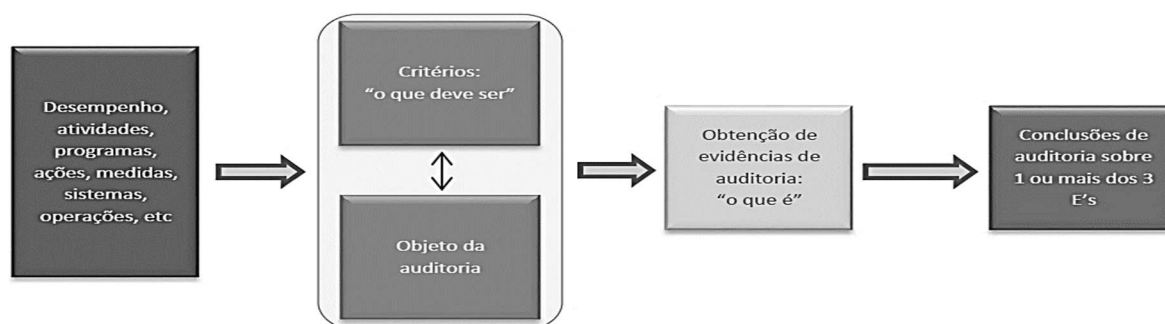 Desempenho,
atividades,
programas,
ações, medidas,
sistemas,
operações, etc
Critérios:
“o que deve ser”
Objeto da
auditoria
Obtenção de
evidências de
auditoria:
“o que é”
Conclusões de
auditoria sobre
1 ou mais dos 3
E’s